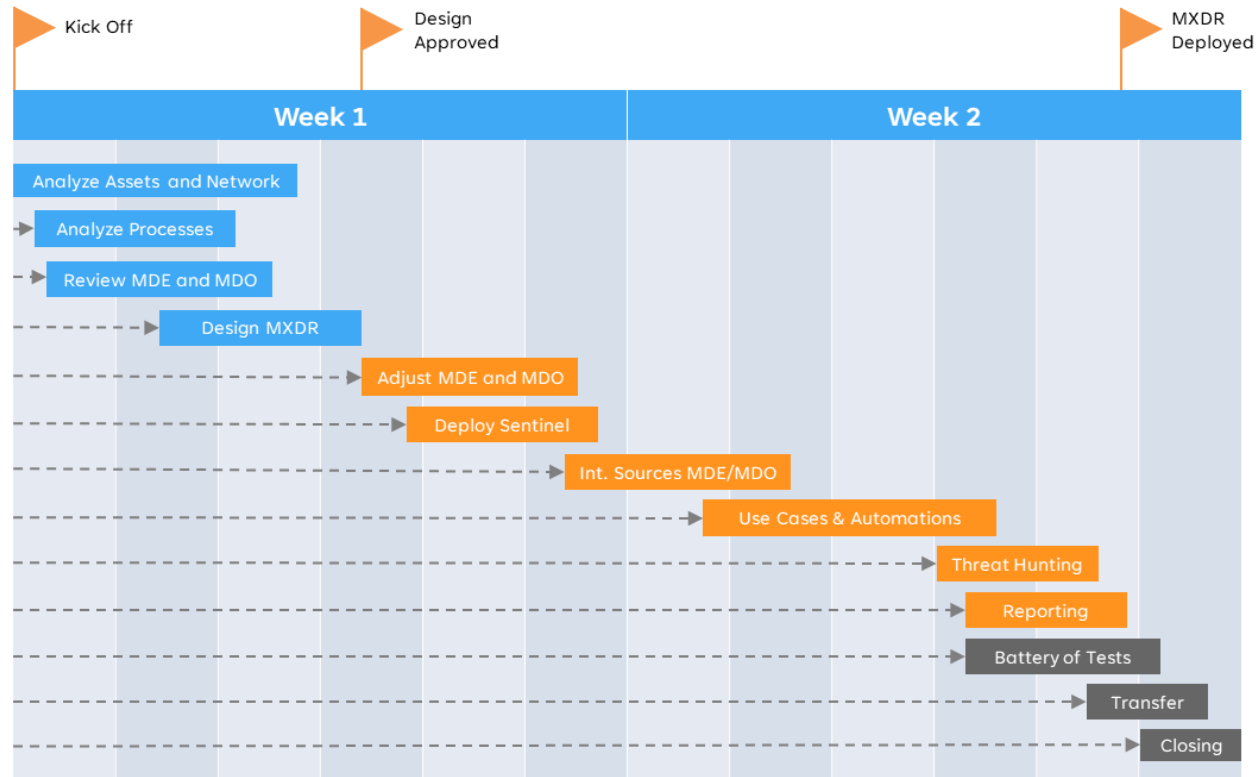 Kick Off
Design
Approved
MXDR
Deployed
Week 1
Week 2
Analyze Assets and Network
Analyze Processes
Review MDE and MDO
Design MXDR
Adjust MDE and MDO
Deploy Sentinel
Int. Sources MDE/MDO
Use Cases & Automations
Threat Hunting
Reporting
Battery of Tests
Transfer
Closing